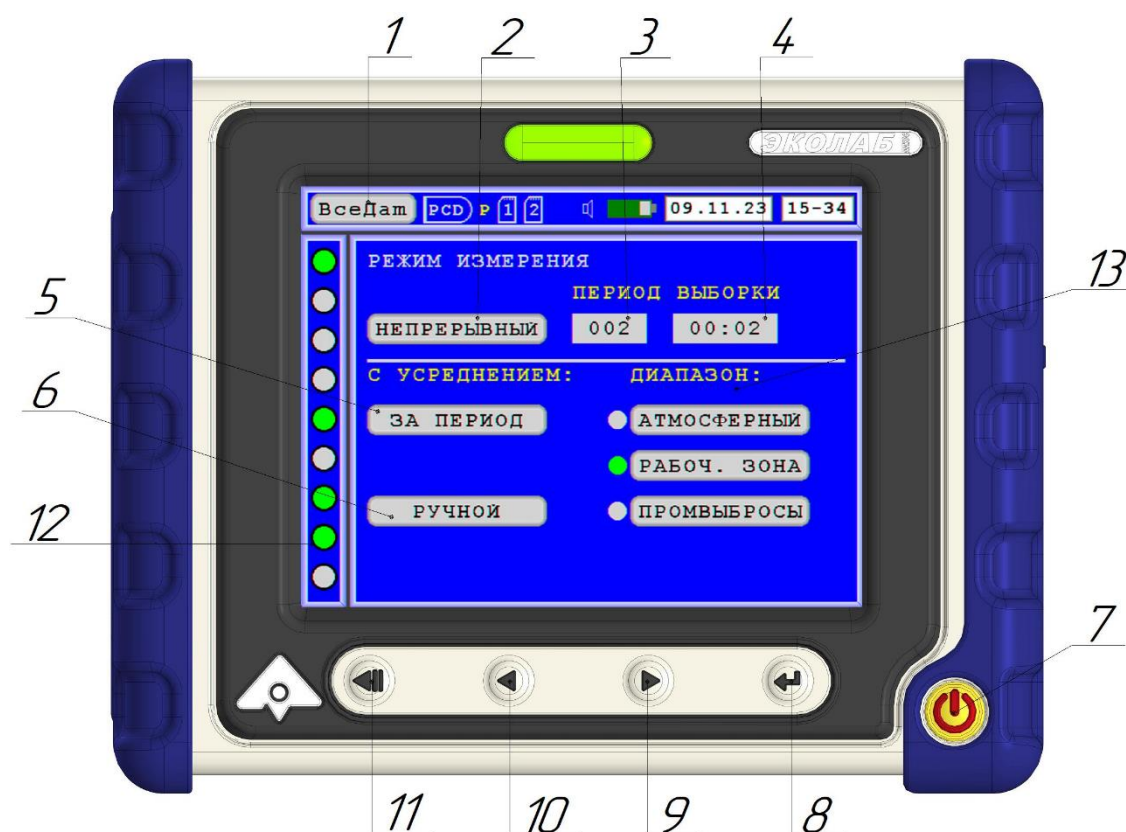 1 2 3 4
ЭКОЛАБ
ВсеДат PCD P 1 2 09.11.23 15-34
РЕЖИМ ИЗМЕРЕНИЯ
13
ПЕРИОД ВЫБОРКИ
5
НЕПРЕРЫВНЫЙ 002 00:02
С УСРЕДНЕНИЕМ: ДИАПАЗОН:
6
ЗА ПЕРИОД АТМОСФЕРНЫЙ
РАБОЧ. ЗОНА
РУЧНОЙ ПРОМВЫБРОСЫ
12
7
11 10 9 8